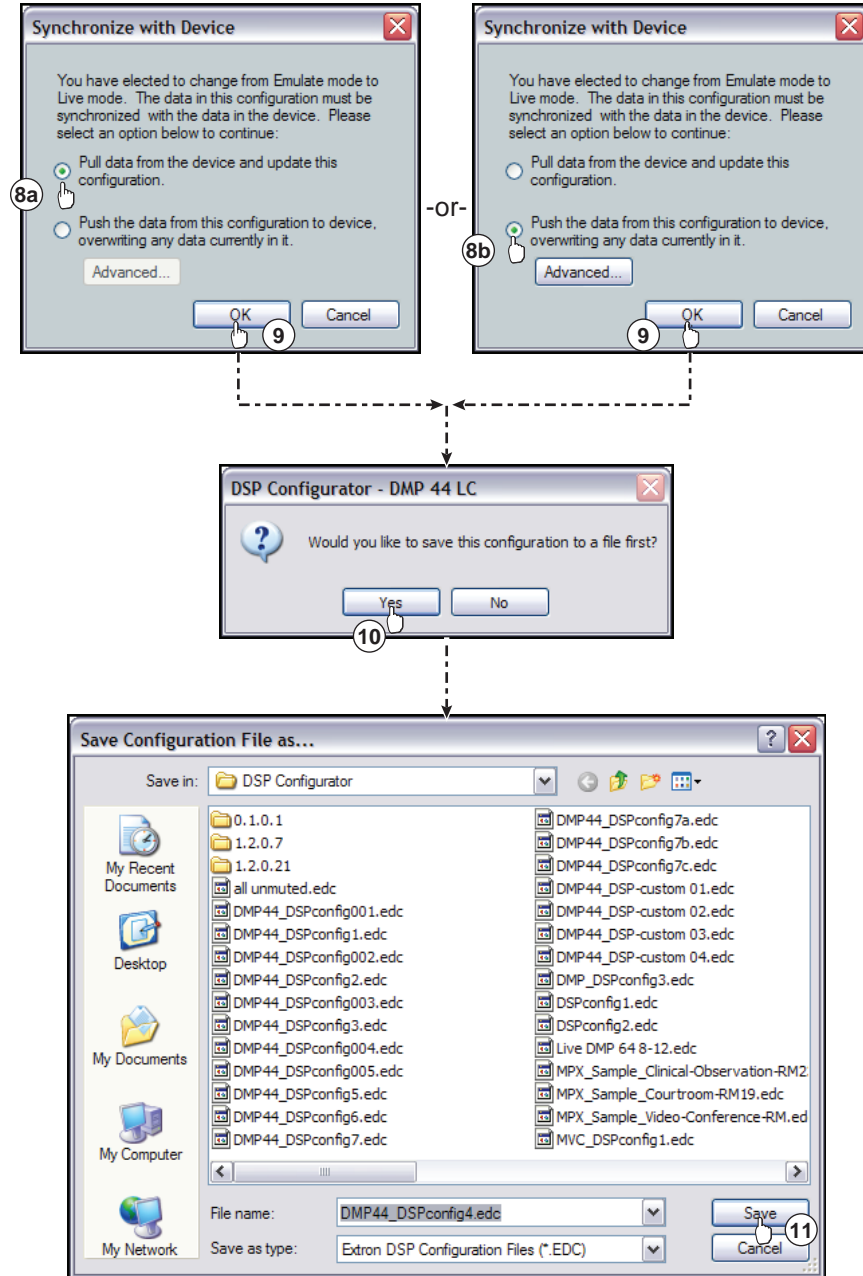 Synchronize with Device
You have elected to change from Emulate mode to
Live mode. The data in this configuration must be
synchronized with the data in the device. Please
select an option below to continue:
Pull data from the device and update this
configuration.
8a
Push the data from this configuration to device,
overwriting any data currently in it.
Advanced...
OK
Cancel
9
-or-
Synchronize with Device
You have elected to change from Emulate mode to
Live mode. The data in this configuration must be
synchronized with the data in the device. Please
select an option below to continue:
Pull data from the device and update this
configuration.
Push the data from this configuration to device,
overwriting any data currently in it.
8b
Advanced...
OK
Cancel
9
DSP Configurator - DMP 44 LC
Would you like to save this configuration to a file first?
Yes
No
10
Save Configuration File as...
Save in:
DSP Configurator
My Recent
Documents
Desktop
My Documents
My Computer
My Network
0.1.0.1
1.2.0.7
1.2.0.21
all unmuted.edc
DMP44_DSPconfig001.edc
DMP44_DSPconfig1.edc
DMP44_DSPconfig002.edc
DMP44_DSPconfig2.edc
DMP44_DSPconfig003.edc
DMP44_DSPconfig3.edc
DMP44_DSPconfig004.edc
DMP44_DSPconfig005.edc
DMP44_DSPconfig5.edc
DMP44_DSPconfig6.edc
DMP44_DSPconfig7.edc
DMP44_DSPconfig7a.edc
DMP44_DSPconfig7b.edc
DMP44_DSPconfig7c.edc
DMP44_DSP-custom 01.edc
DMP44_DSP-custom 02.edc
DMP44_DSP-custom 03.edc
DMP44_DSP-custom 04.edc
DMP_DSPconfig3.edc
DSPconfig1.edc
DSPconfig2.edc
Live DMP 64 8-12.edc
MPX_Sample_Clinical-Observation-RM2
MPX_Sample_Courtroom-RM19.edc
MPX_Sample_Video-Conference-RM.ed
MVC_DSPconfig1.edc
File name:
DMP44_DSPconfig4.edc
Save
11
Save as type:
Extron DSP Configuration Files (*.EDC)
Cancel